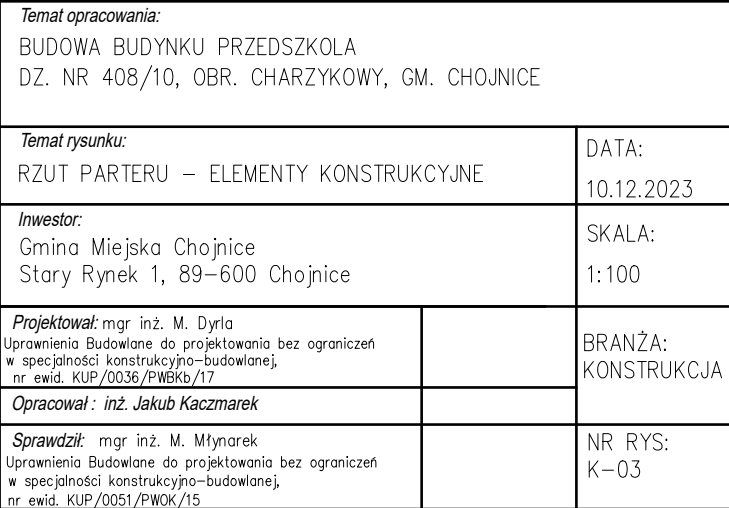 Temat opracowania:
BUDOWA BUDYNKU PRZEDSZKOLA
DZ. NR 408/10, OBR. CHARZYKOWY, GM. CHOJNICE
Temat rysunku:
RZUT PARTERU – ELEMENTY KONSTRUKCYJNE
DATA:
10.12.2023
Inwestor:
Gmina Miejska Chojnice
Stary Rynek 1, 89–600 Chojnice
SKALA:
1:100
Projektował: mgr inż. M. Dyrla
Uprawnienia Budowlane do projektowania bez ograniczeń
w specjalności konstrukcyjno–budowlanej,
nr ewid. KUP/0036/PWBKb/17
BRANŻA:
KONSTRUKCJA
Opracował : inż. Jakub Kaczmarek
Sprawdził: mgr inż. M. Młynarek
Uprawnienia Budowlane do projektowania bez ograniczeń
w specjalności konstrukcyjno–budowlanej,
nr ewid. KUP/0051/PWOK/15
NR RYS:
K–03